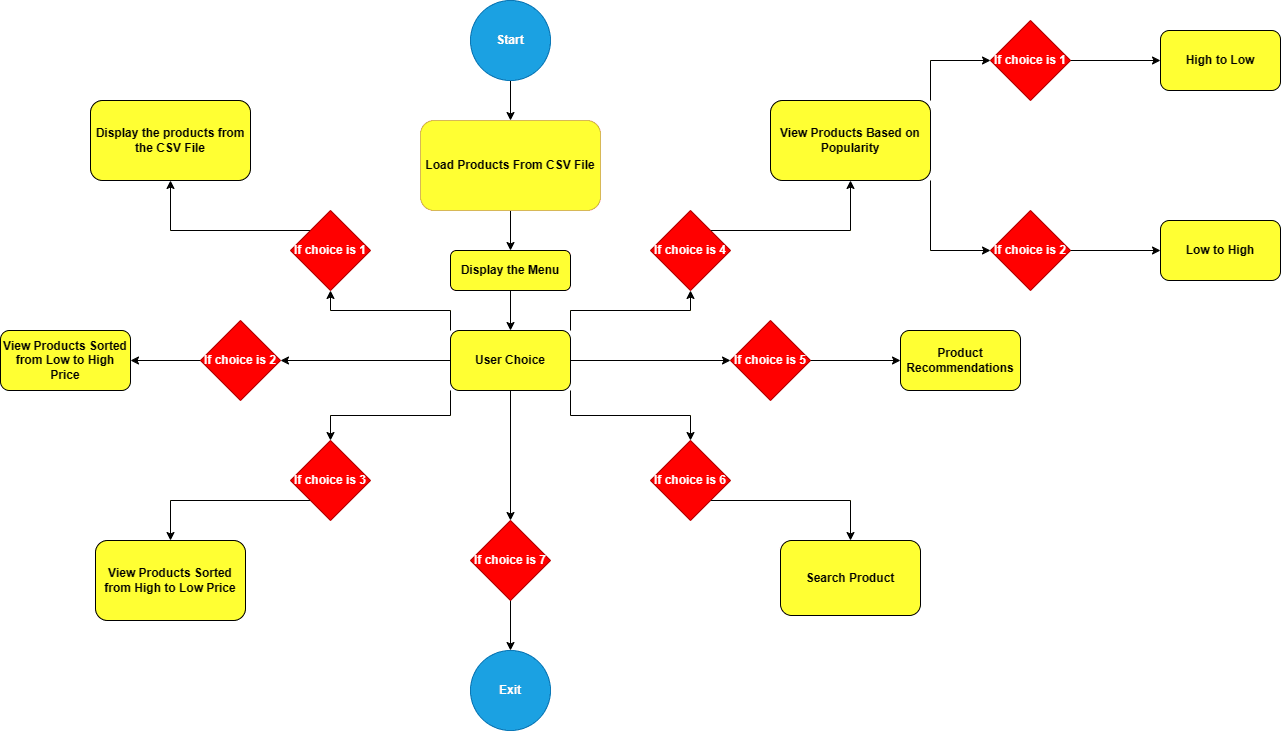 Start
If choice is 1
High to Low
Display the products from
the CSV File
Load Products From CSV File
View Products Based on
Popularity
If choice is 1
If choice is 4
If choice is 2
Low to High
Display the Menu
View Products Sorted
from Low to High
Price
If choice is 2
User Choice
If choice is 5
Product
Recommendations
If choice is 3
If choice is 6
If choice is 7
View Products Sorted
from High to Low Price
Search Product
Exit